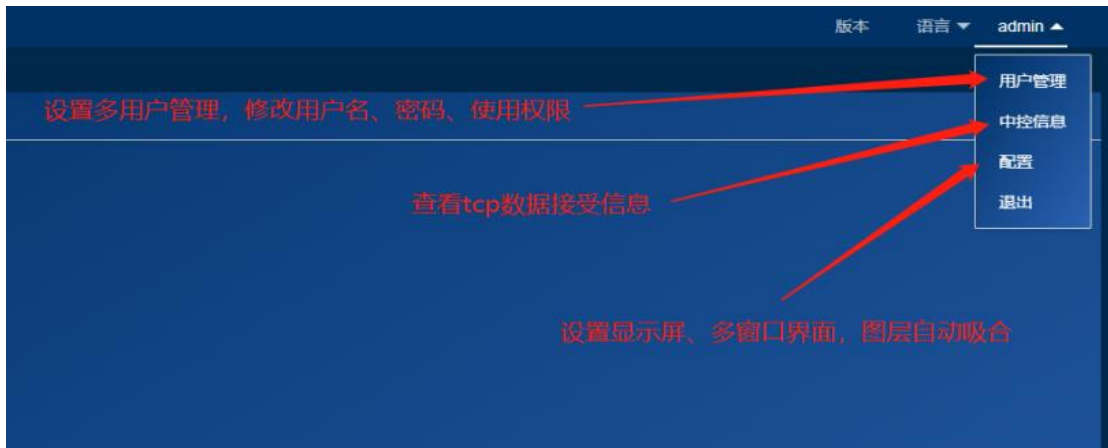 版本 语言 admin
用户管理
设置多用户管理，修改用户名、密码、使用权限
中控信息
配置
查看tcp数据接受信息
退出
设置显示屏、多窗口界面，图层自动吸合